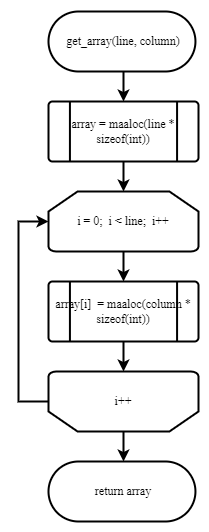 get_array(line, column)
array = maaloc(line *
sizeof(int))
i = 0;  i < line;  i++
array[i]  = maaloc(column *
sizeof(int))
i++
return array